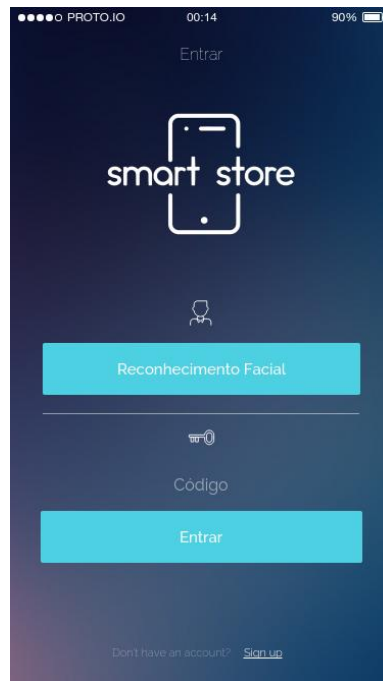 PROTO.IO 00:14 90%
Entrar
smart store
Reconhecimento Facial
Código
Entrar
Don't have an account? Sign up